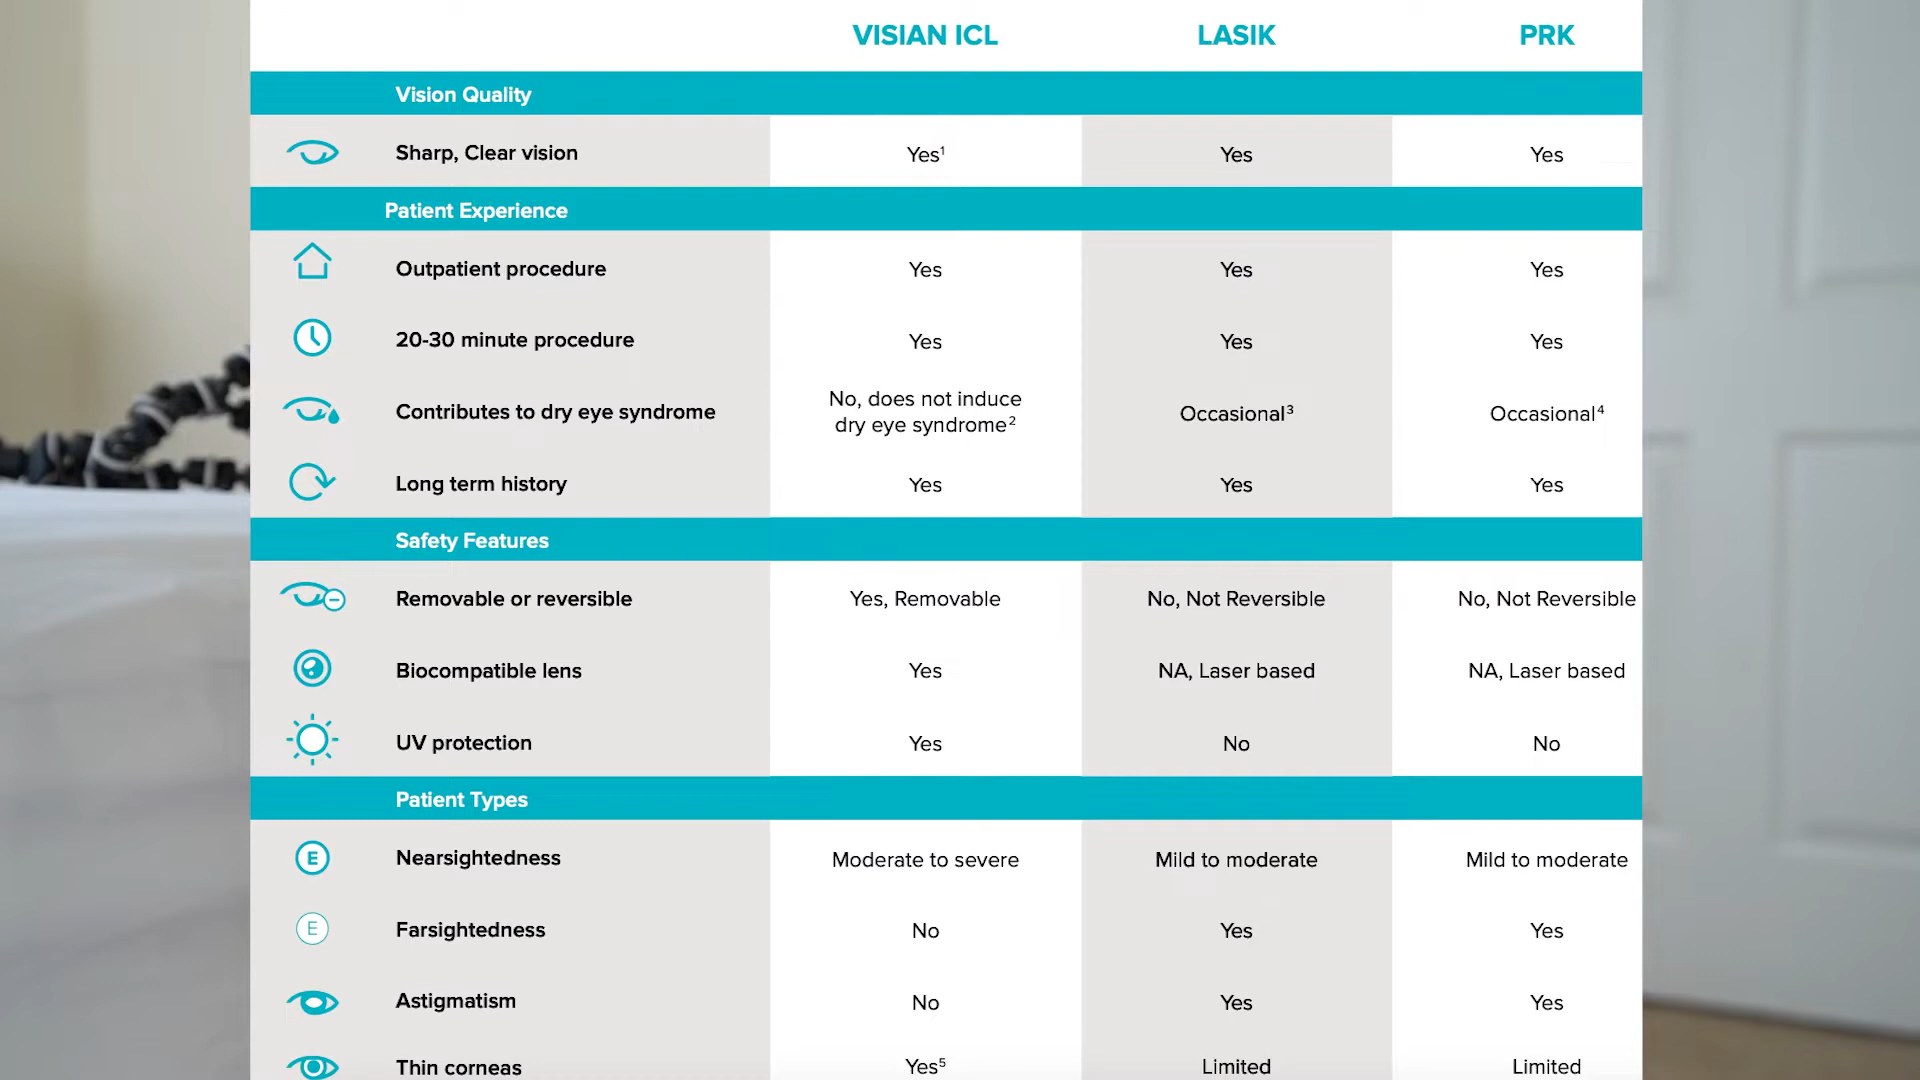 VISIAN ICL LASIK PRK
Vision Quality
Sharp, Clear vision Yes¹ Yes Yes
Patient Experience
Outpatient procedure Yes Yes Yes
20-30 minute procedure Yes Yes Yes
Contributes to dry eye syndrome No, does not induce
dry eye syndrome² Occasional³ Occasional⁴
Long term history Yes Yes Yes
Safety Features
Removable or reversible Yes, Removable No, Not Reversible No, Not Reversible
Biocompatible lens Yes NA, Laser based NA, Laser based
UV protection Yes No No
Patient Types
E Nearsightedness Moderate to severe Mild to moderate Mild to moderate
E Farsightedness No Yes Yes
Astigmatism No Yes Yes
Thin corneas Yes⁵ Limited Limited